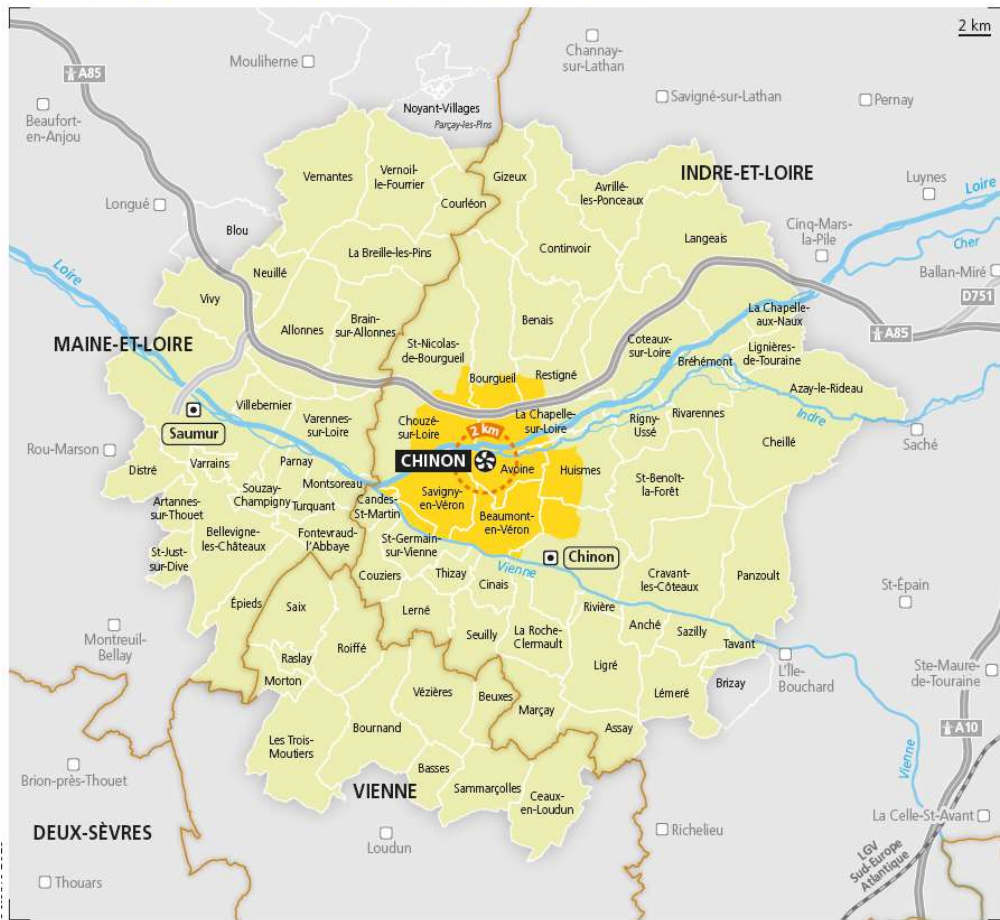 2 km
Channay-
sur-Lathan
Mouliherne
A85
Savigné-sur-Lathan
Pernay
Beaufort-
en-Anjou
Noyant-Villages
Parçay-les-Pins
INDRE-ET-LOIRE
Vernantes
Vernoil-
le-Fourrier
Gizeux
Avrillé-
les-Ponceaux
Luynes
Loire
Longué
Courléon
Blou
Cinq-Mars-
la-Pile
Cher
La Breille-les-Pins
Continvoir
Langeais
Loire
Neuillé
Ballan-Miré
Vivy
D751
La Chapelle-
aux-Naux
Allonnes
Brain-
sur-Allonnes
Benais
A85
MAINE-ET-LOIRE
St-Nicolas-
de-Bourgueil
Coteaux-
sur-Loire
Bréhémont
Lignières-
de-Touraine
Bourgueil
Restigné
Azay-le-Rideau
Villebernier
Varennes-
sur-Loire
Chouzé-
sur-Loire
La Chapelle-
sur-Loire
Rigny-
Ussé
Rivarennes
Indre
Saumur
2 km
Cheillé
Saché
Rou-Marson
CHINON
Avoine
Huismes
Distré
Varrains
Parnay
St-Benoît-
la-Forêt
Souzay-
Champigny
Montsoreau
Savigny-
en-Véron
Artannes-
sur-Thouet
Turquant
Candes-
St-Martin
Beaumont-
en-Véron
Bellevigne-
les-Châteaux
Fontevraud-
l'Abbaye
St-Germain-
sur-Vienne
St-Just-
sur-Dive
Chinon
Vienne
Couziers
Thizay
Cinais
Cravant-
les-Côteaux
Panzoult
St-Épain
Épieds
Saix
Lerné
Rivière
Montreuil-
Bellay
Seuilly
La Roche-
Clermault
Anché
Sazilly
Tavant
Roiffé
Raslay
Ligré
L'Île-
Bouchard
Ste-Maure-
de-Touraine
Morton
Vézières
Beuxes
Lémeré
Brizay
Marçay
Assay
Bournand
A10
Les Trois-
Moutiers
Vienne
Brion-près-Thouet
Basses
Sammarçolles
VIENNE
Ceaux-
en-Loudun
La Celle-St-Avant
DEUX-SÈVRES
Loudun
Richelieu
LGV
Sud-Europe
Atlantique
Thouars